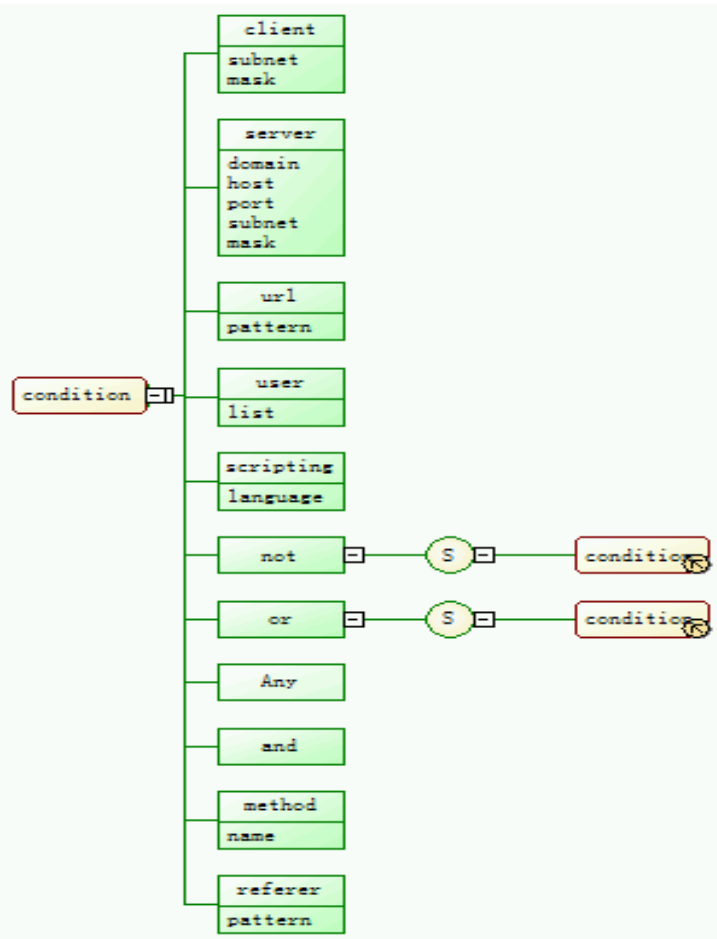 client
subnet
mask
server
domain
host
port
subnet
mask
url
pattern
condition
user
list
scripting
language
not
S
condition
or
S
condition
Any
and
method
name
referer
pattern